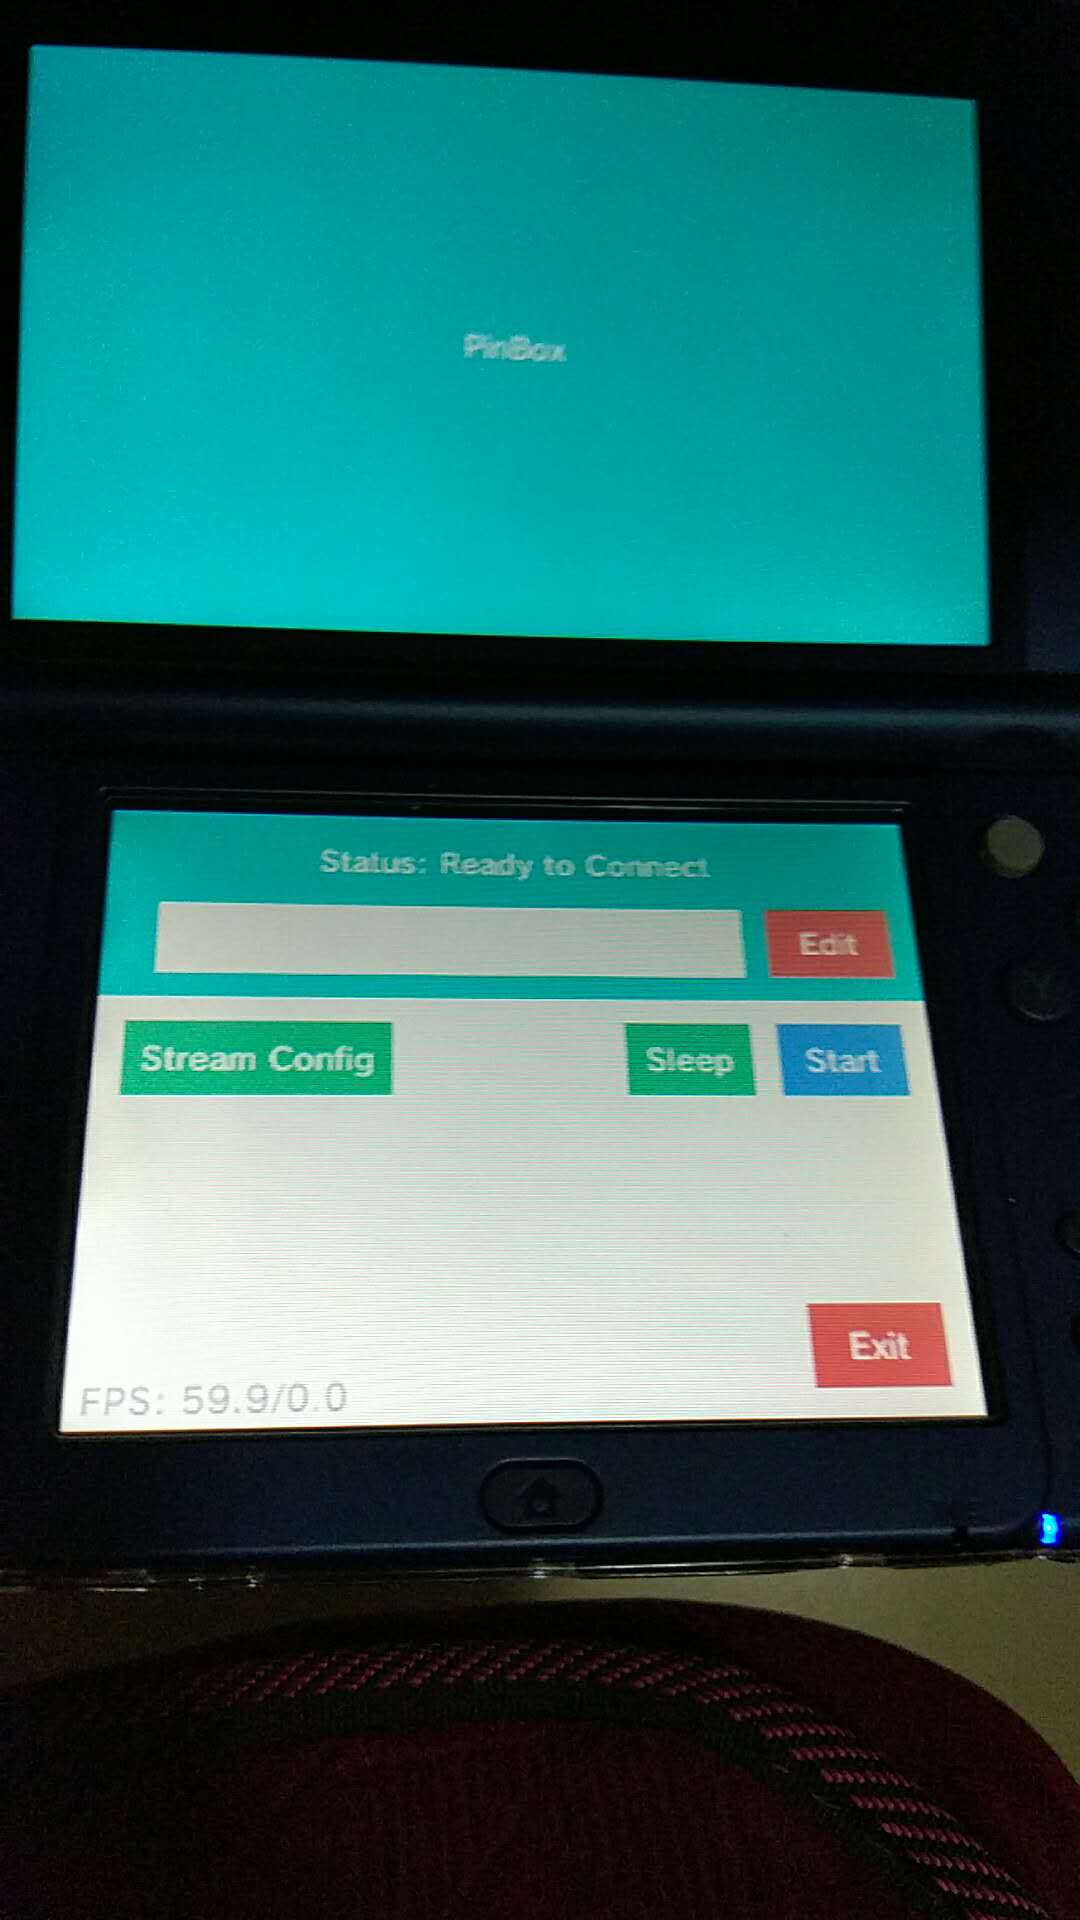 PinBox
Status: Ready to Connect
Edit
Stream Config
Sleep
Start
Exit
FPS: 59.9/0.0